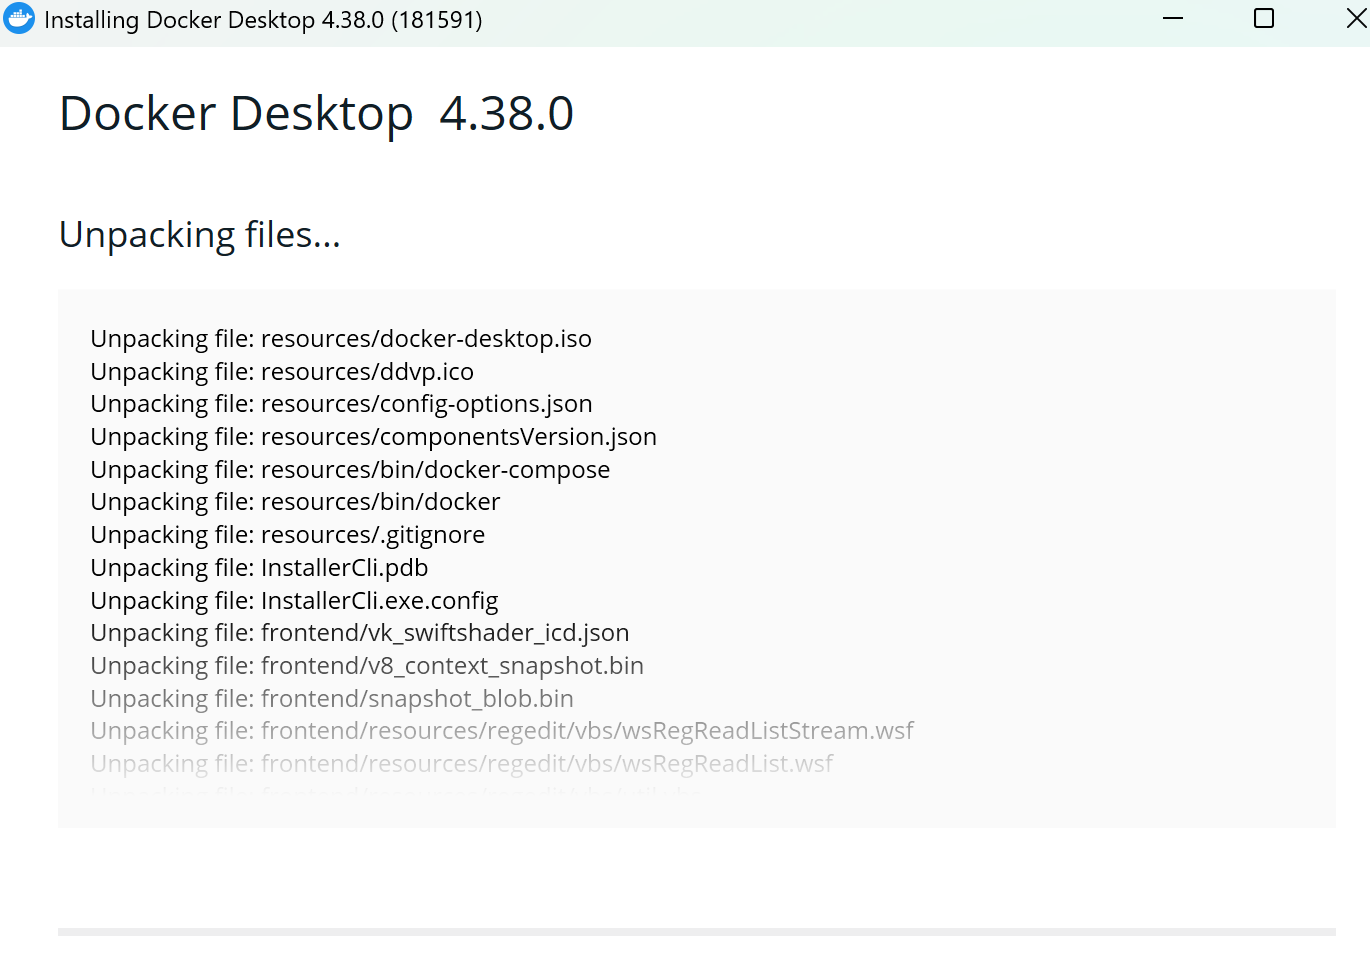 Installing Docker Desktop 4.38.0 (181591)
Docker Desktop 4.38.0
Unpacking files...
Unpacking file: resources/docker-desktop.iso
Unpacking file: resources/ddvp.ico
Unpacking file: resources/config-options.json
Unpacking file: resources/componentsVersion.json
Unpacking file: resources/bin/docker-compose
Unpacking file: resources/bin/docker
Unpacking file: resources/.gitignore
Unpacking file: InstallerCli.pdb
Unpacking file: InstallerCli.exe.config
Unpacking file: frontend/vk_swiftshader_icd.json
Unpacking file: frontend/v8_context_snapshot.bin
Unpacking file: frontend/snapshot_blob.bin
Unpacking file: frontend/resources/regedit/vbs/wsRegReadListStream.wsf
Unpacking file: frontend/resources/regedit/vbs/wsRegReadList.wsf